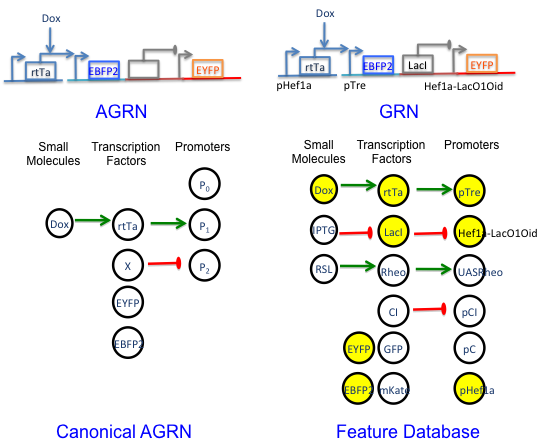 Dox
Dox
rtTa
EBFP2
EYFP
rtTa
EBFP2
LacI
EYFP
pHef1a
pTre
Hef1a-LacO1Oid
AGRN
GRN
Small
Molecules
Transcription
Factors
Promoters
Small
Molecules
Transcription
Factors
Promoters
P0
Dox
rtTa
P1
X
P2
EYFP
EBFP2
Dox
rtTa
pTre
IPTG
LacI
Hef1a-LacO1Oid
RSL
Rheo
UASRheo
CI
pCI
EYFP
GFP
pC
EBFP2
mKate
pHef1a
Canonical AGRN
Feature Database